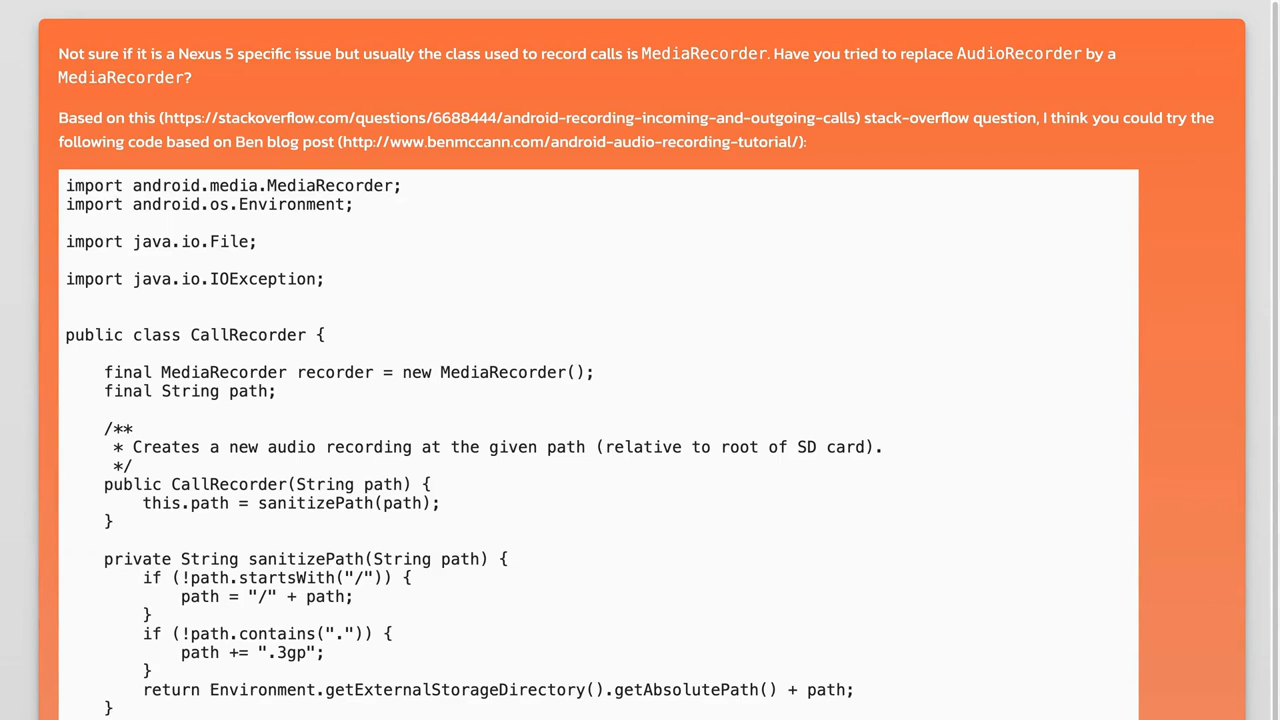 Not sure if it is a Nexus 5 specific issue but usually the class used to record calls is MediaRecorder. Have you tried to replace AudioRecorder by a
MediaRecorder?
Based on this (https://stackoverflow.com/questions/6688444/android-recording-incoming-and-outgoing-calls) stack-overflow question, I think you could try the
following code based on Ben blog post (http://www.benmccann.com/android-audio-recording-tutorial/):
import android.media.MediaRecorder;
import android.os.Environment;
import java.io.File;
import java.io.IOException;
public class CallRecorder {
    final MediaRecorder recorder = new MediaRecorder();
    final String path;
    /**
     * Creates a new audio recording at the given path (relative to root of SD card).
     */
    public CallRecorder(String path) {
        this.path = sanitizePath(path);
    }
    private String sanitizePath(String path) {
        if (!path.startsWith("/")) {
            path = "/" + path;
        }
        if (!path.contains(".")) {
            path += ".3gp";
        }
        return Environment.getExternalStorageDirectory().getAbsolutePath() + path;
    }